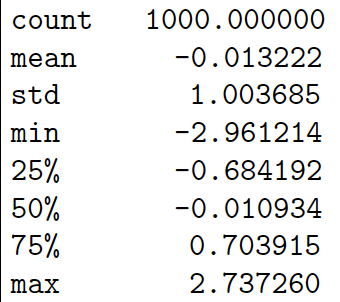 count 1000.000000
mean -0.013222
std 1.003685
min -2.961214
25% -0.684192
50% -0.010934
75% 0.703915
max 2.737260